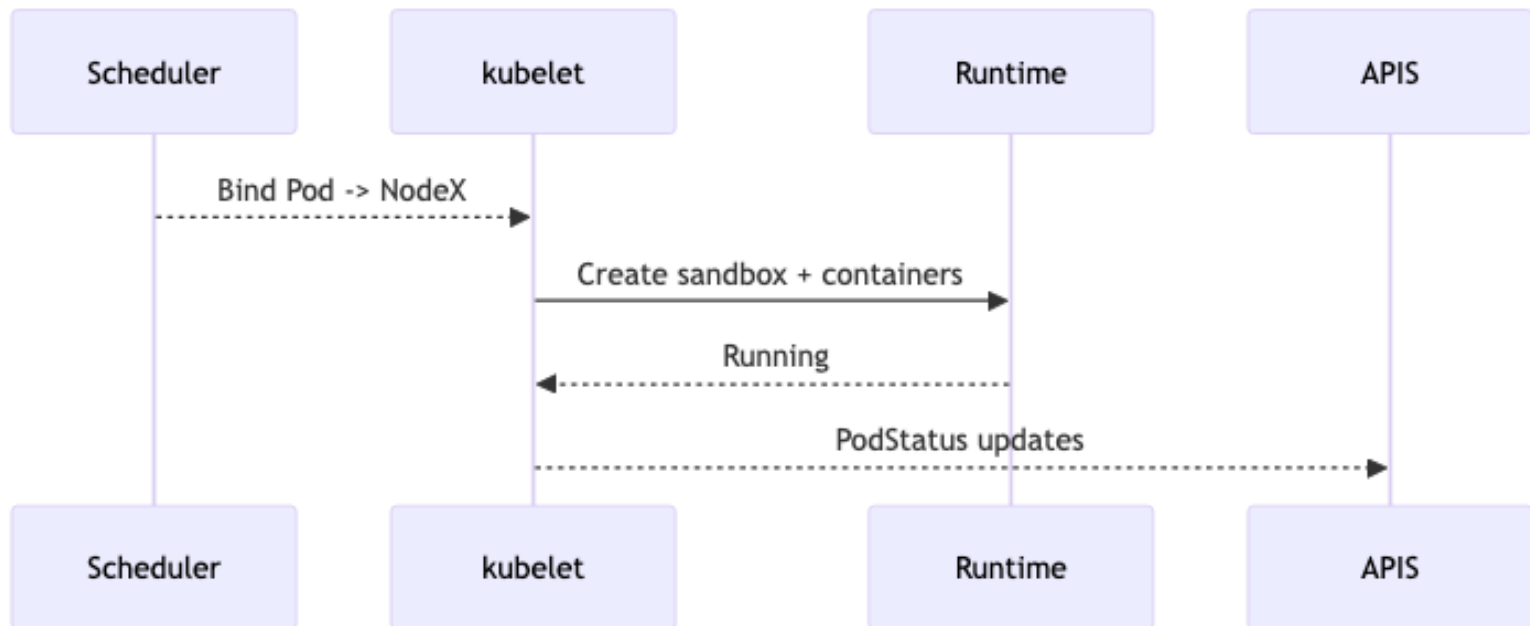 Scheduler
kubelet
Runtime
APIS
Bind Pod -> NodeX
Create sandbox + containers
Running
PodStatus updates
Scheduler
kubelet
Runtime
APIS